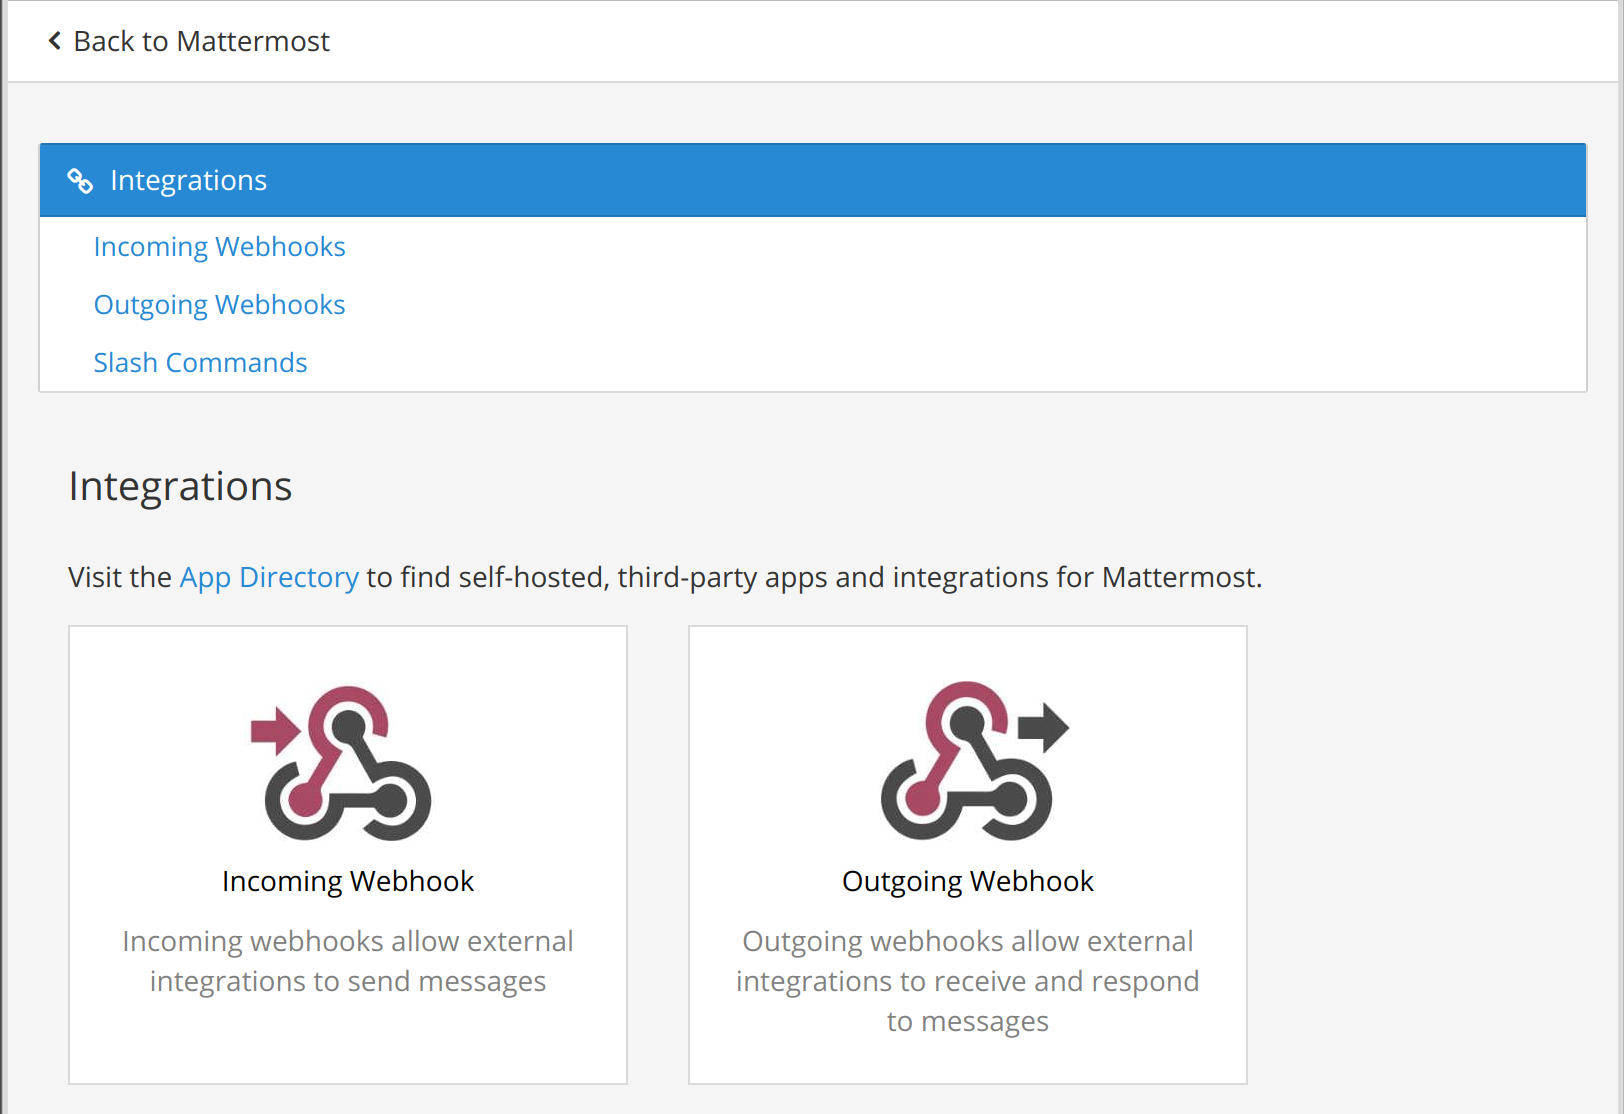 Back to Mattermost
Integrations
Incoming Webhooks
Outgoing Webhooks
Slash Commands
Integrations
Visit the App Directory to find self-hosted, third-party apps and integrations for Mattermost.
Incoming Webhook
Incoming webhooks allow external
integrations to send messages
Outgoing Webhook
Outgoing webhooks allow external
integrations to receive and respond
to messages